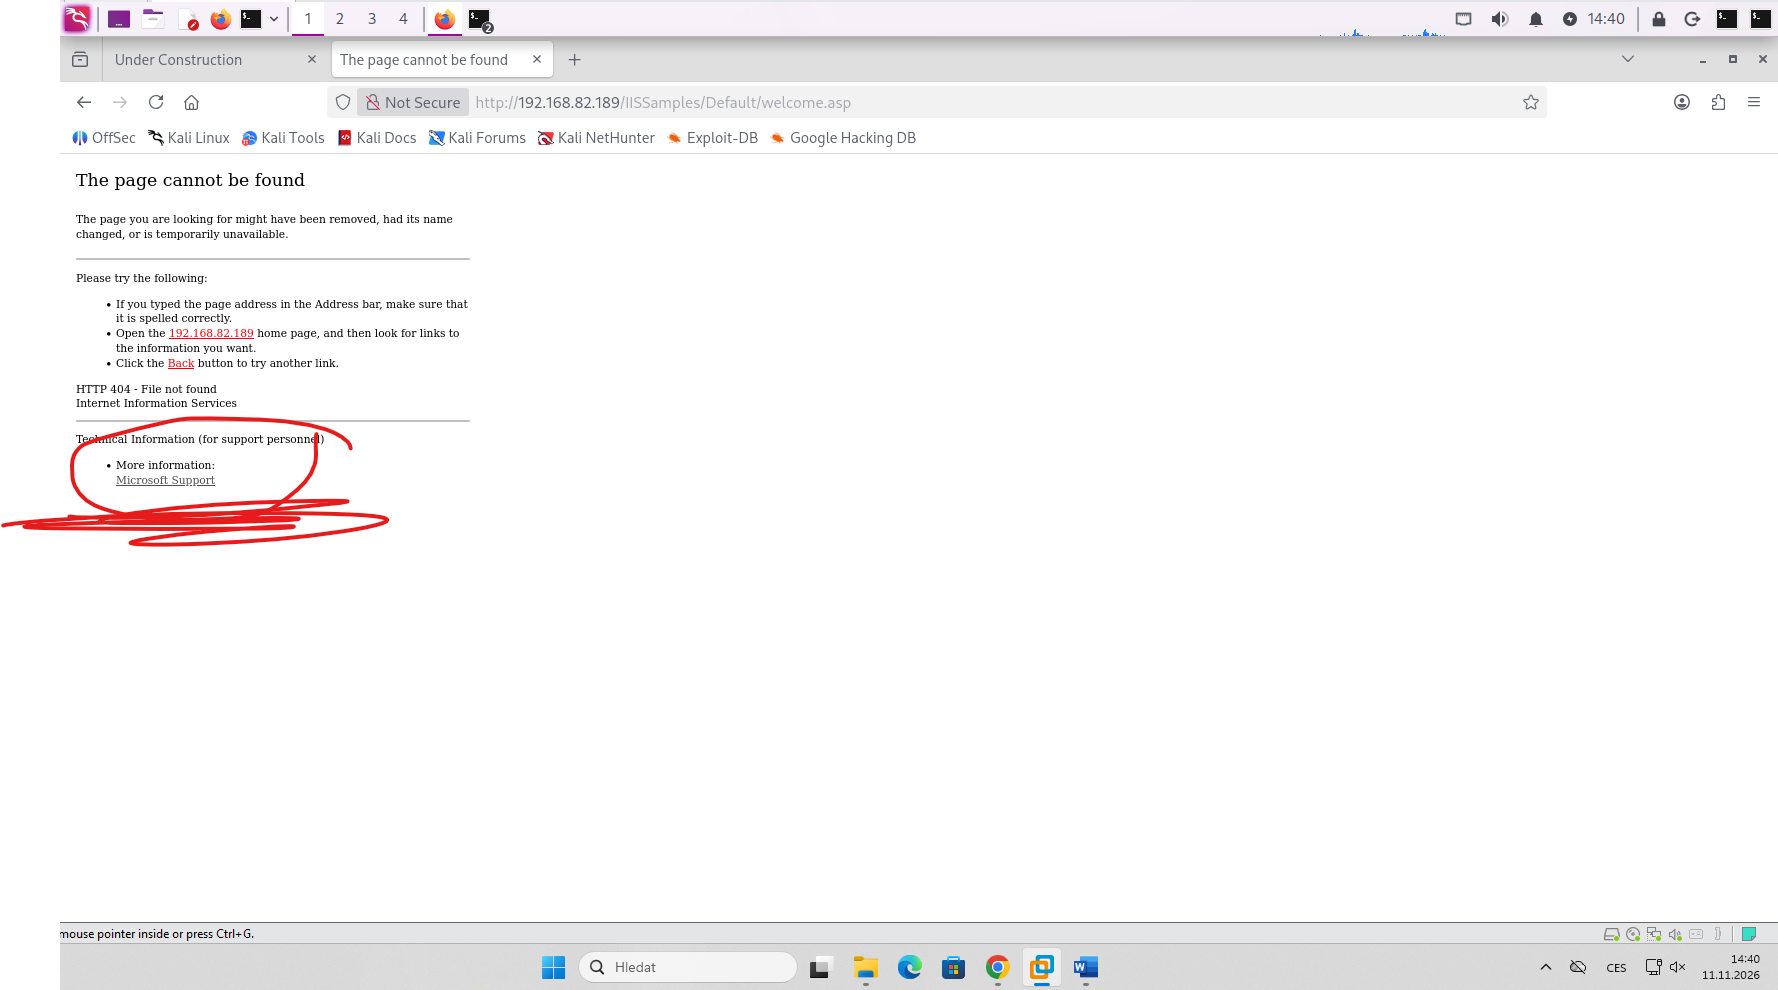 1 2 3 4 2 14:40
Under Construction
The page cannot be found
Not Secure http://192.168.82.189/IISSamples/Default/welcome.asp
OffSec Kali Linux Kali Tools Kali Docs Kali Forums Kali NetHunter Exploit-DB Google Hacking DB
The page cannot be found
The page you are looking for might have been removed, had its name
changed, or is temporarily unavailable.
Please try the following:
• If you typed the page address in the Address bar, make sure that
it is spelled correctly.
• Open the 192.168.82.189 home page, and then look for links to
the information you want.
• Click the Back button to try another link.
HTTP 404 - File not found
Internet Information Services
Technical Information (for support personnel)
• More information:
Microsoft Support
mouse pointer inside or press Ctrl+G.
Hledat
CES
14:40
11.11.2026